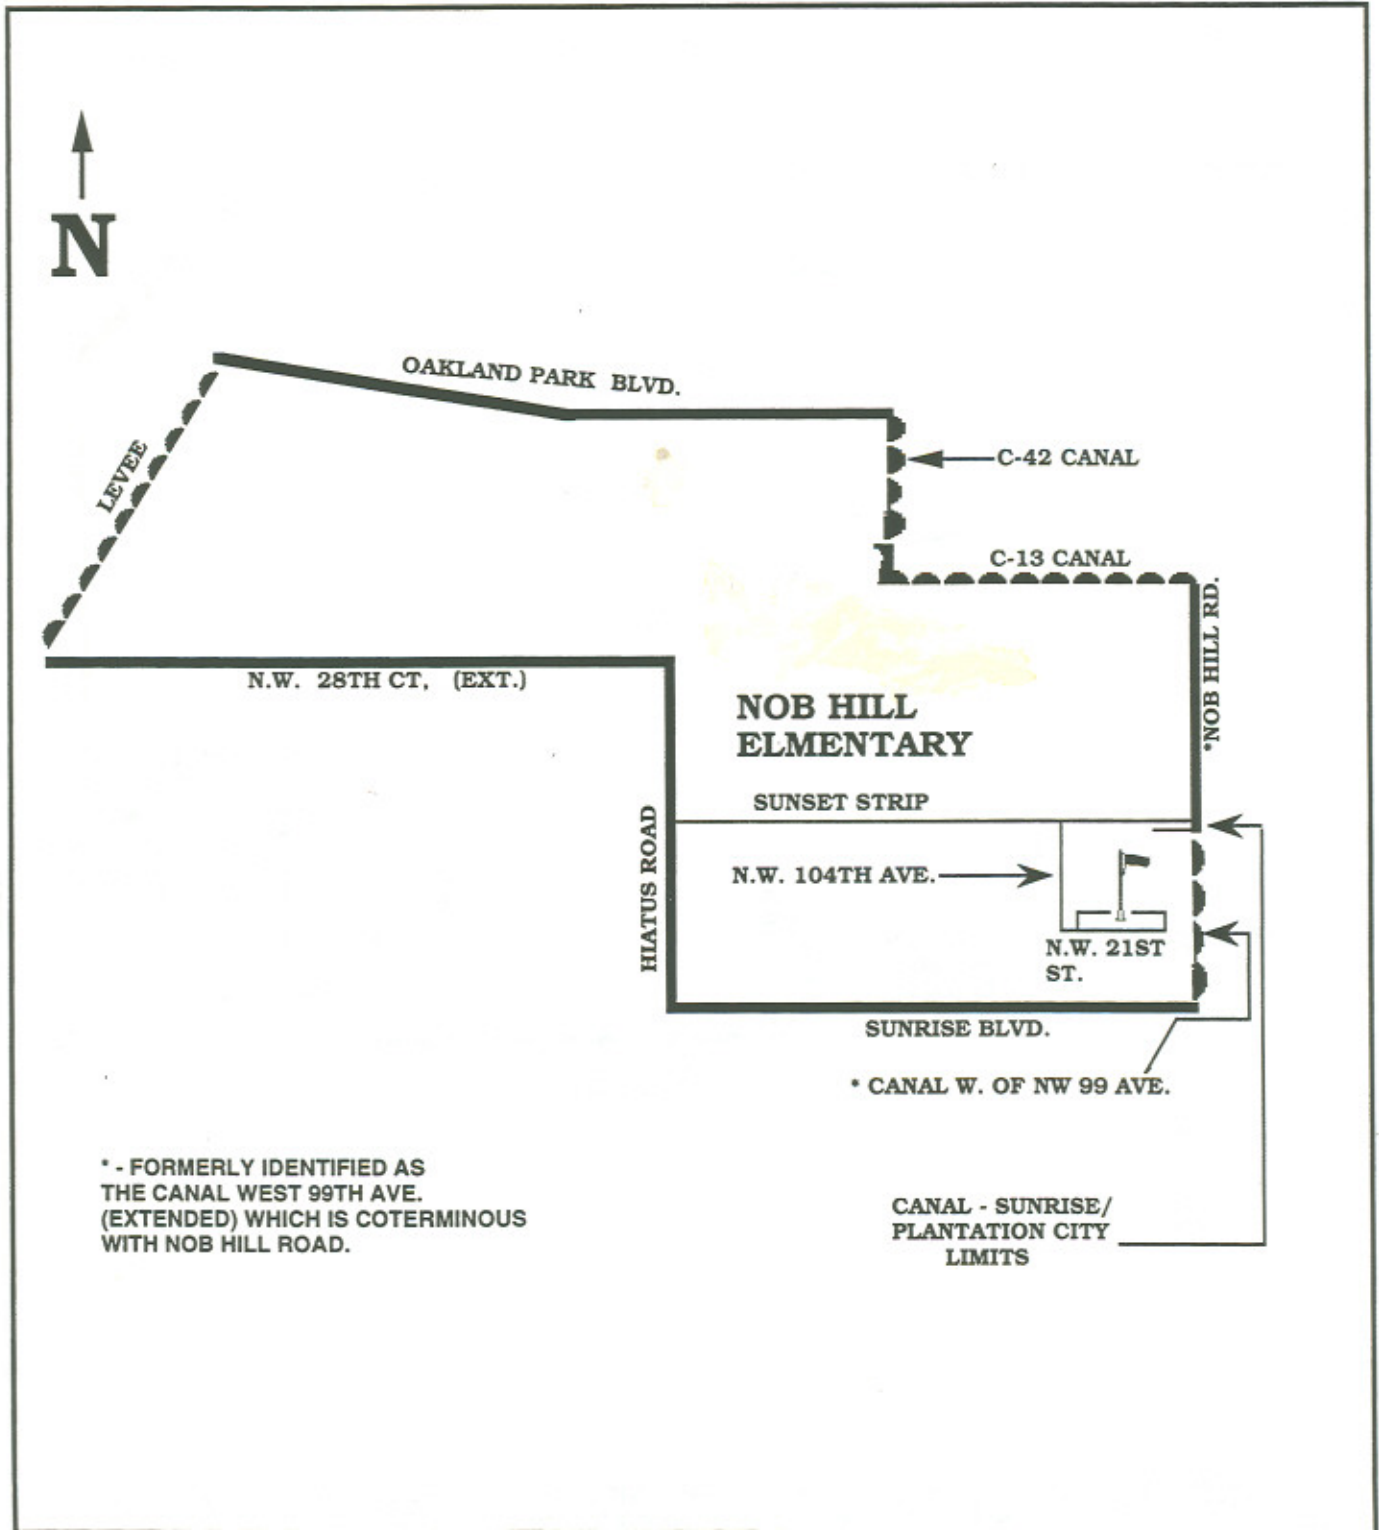 N
OAKLAND PARK BLVD.
LEVEE
C-42 CANAL
C-13 CANAL
*NOB HILL RD.
N.W. 28TH CT, (EXT.)
NOB HILL
ELMENTARY
SUNSET STRIP
HIATUS ROAD
N.W. 104TH AVE.
N.W. 21ST
ST.
SUNRISE BLVD.
* CANAL W. OF NW 99 AVE.
* - FORMERLY IDENTIFIED AS
THE CANAL WEST 99TH AVE.
(EXTENDED) WHICH IS COTERMINOUS
WITH NOB HILL ROAD.
CANAL - SUNRISE/
PLANTATION CITY
LIMITS